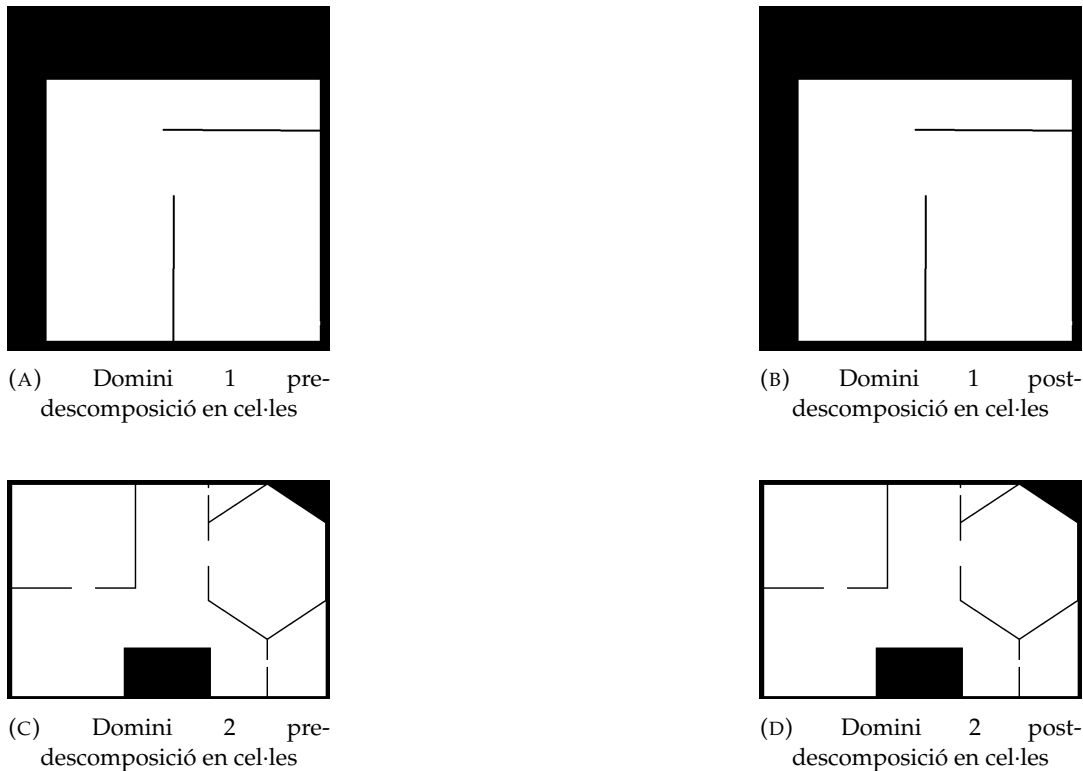 (A) Domini 1 pre-
descomposició en cel·les
(B) Domini 1 post-
descomposició en cel·les
(C) Domini 2 pre-
descomposició en cel·les
(D) Domini 2 post-
descomposició en cel·les